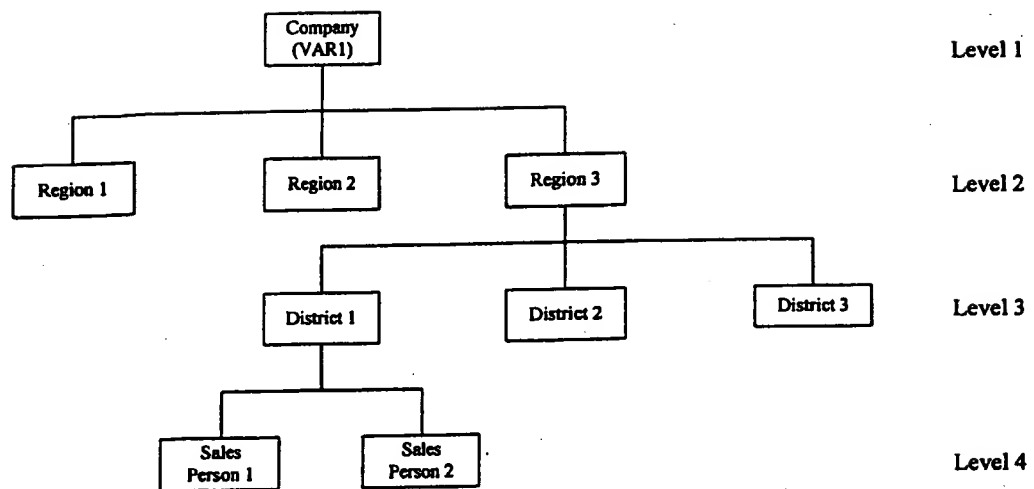 Company
(VAR1)
Level 1
Region 1
Region 2
Region 3
Level 2
District 1
District 2
District 3
Level 3
Sales
Person 1
Sales
Person 2
Level 4